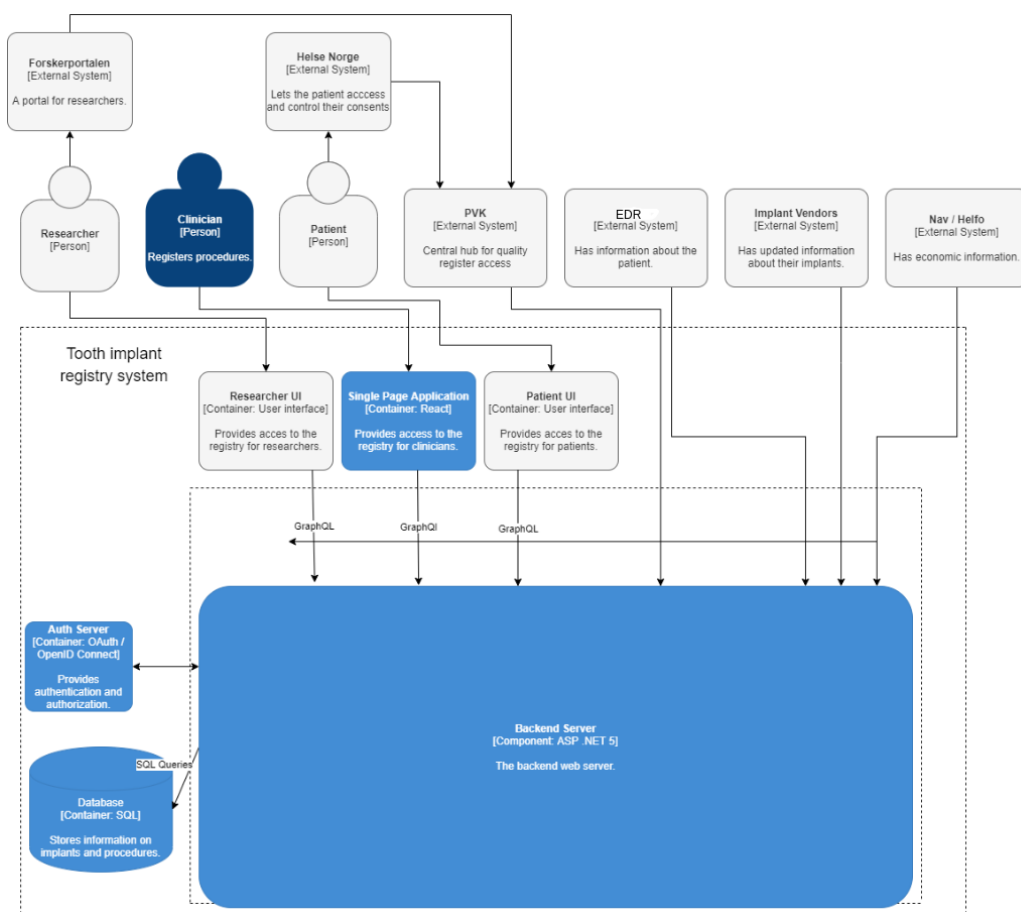 Forskerportalen
[External System]
A portal for researchers.
Helse Norge
[External System]
Lets the patient acccess
and control their consents
Researcher
[Person]
Clinician
[Person]
Registers procedures.
Patient
[Person]
PVK
[External System]
Central hub for quality
register access
EDR
[External System]
Has information about the
patient.
Implant Vendors
[External System]
Has updated information
about their implants.
Nav / Helfo
[External System]
Has economic information.
Tooth implant
registry system
Researcher UI
[Container: User interface]
Provides acces to the
registry for researchers.
Single Page Application
[Container: React]
Provides access to the
registry for clinicians.
Patient UI
[Container: User interface]
Provides acces to the
registry for patients.
GraphQL
GraphQl
GraphQL
Auth Server
[Container: OAuth /
OpenID Connect]
Provides
authentication and
authorization.
Backend Server
[Component: ASP .NET 5]
The backend web server.
SQL Queries
Database
[Container: SQL]
Stores information on
implants and procedures.